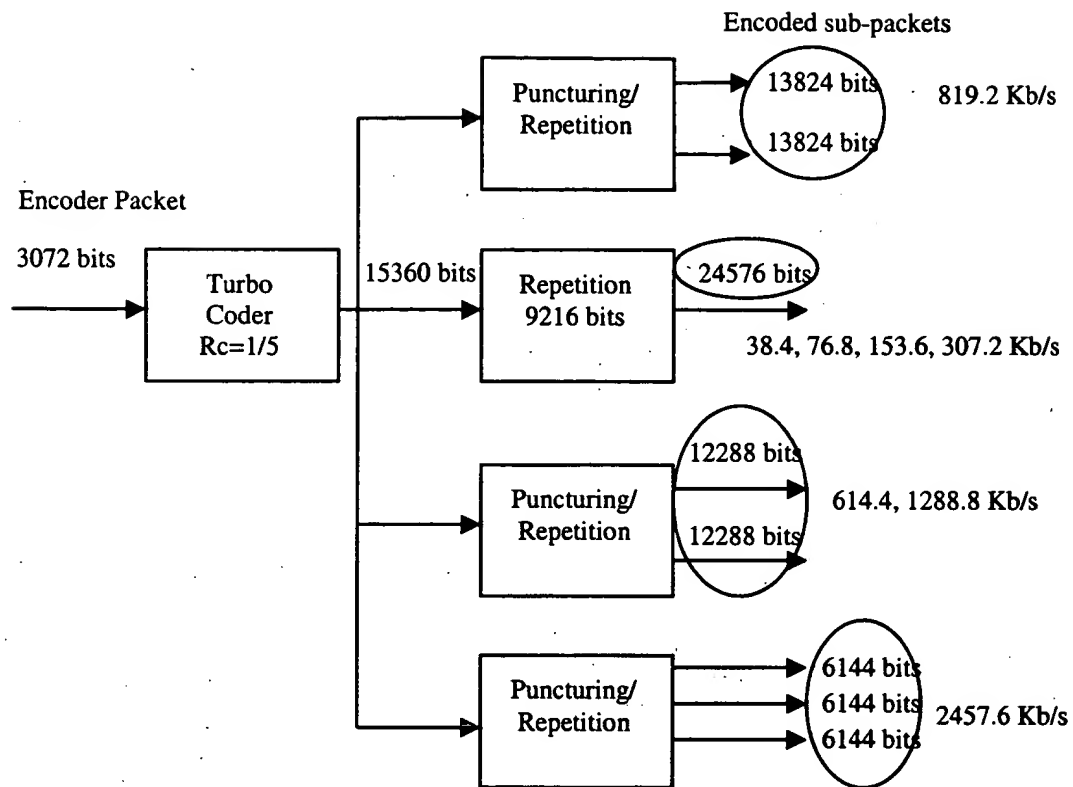 Encoded sub-packets
Puncturing/
Repetition
13824 bits
13824 bits
819.2 Kb/s
Encoder Packet
3072 bits
Turbo
Coder
Rc=1/5
15360 bits
Repetition
9216 bits
24576 bits
38.4, 76.8, 153.6, 307.2 Kb/s
Puncturing/
Repetition
12288 bits
12288 bits
614.4, 1288.8 Kb/s
Puncturing/
Repetition
6144 bits
6144 bits
6144 bits
2457.6 Kb/s